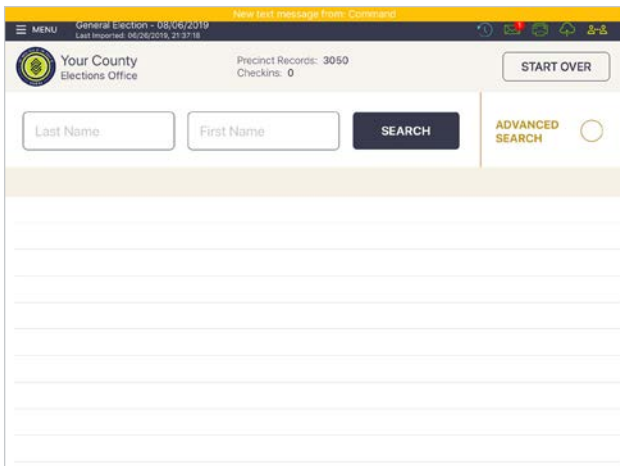 New text message from: Command
MENU
General Election - 08/06/2019
Last Imported: 06/26/2019, 21:37:18
Your County
Elections Office
Precinct Records: 3050
Checkins: 0
START OVER
Last Name
First Name
SEARCH
ADVANCED
SEARCH